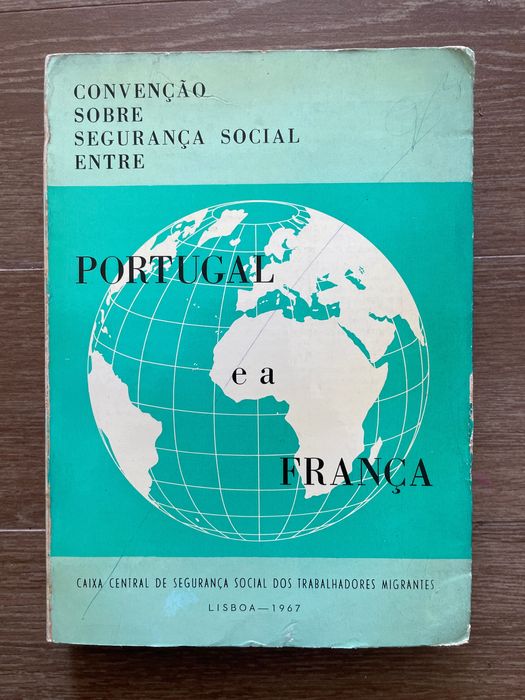 CONVENÇÃO
SOBRE
SEGURANÇA SOCIAL
ENTRE
PORTUGAL
e a
FRANÇA
CAIXA CENTRAL DE SEGURANÇA SOCIAL DOS TRABALHADORES MIGRANTES
LISBOA—1967